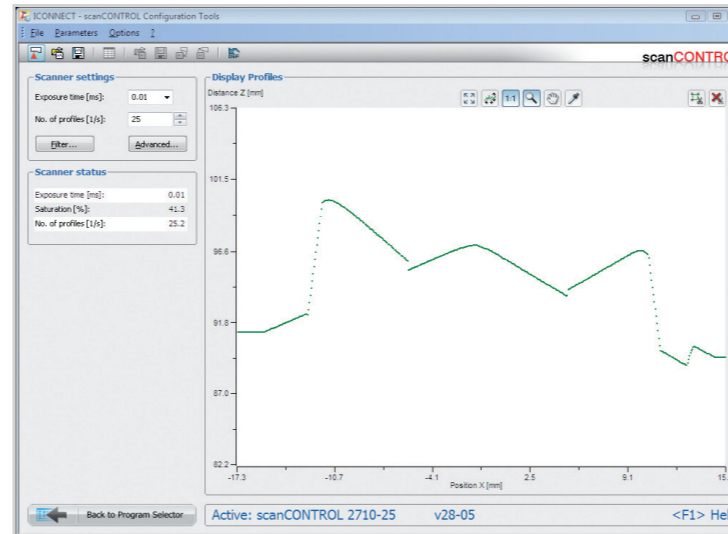 ICONNECT - scanCONTROL Configuration Tools
File Parameters Options ?
scanCONTRO
Scanner settings
Exposure time [ms]: 0.01
No. of profiles [1/s]: 25
Filter... Advanced...
Scanner status
Exposure time [ms]: 0.01
Saturation [%]: 41.3
No. of profiles [1/s]: 25.2
Display Profiles
Distance Z [mm]
1:1
106.3
101.5
96.6
91.8
87.0
82.2
-17.3 -10.7 -4.1 2.5 9.1 15.
Position X [mm]
Back to Program Selector
Active: scanCONTROL 2710-25 v28-05 <F1> Hel